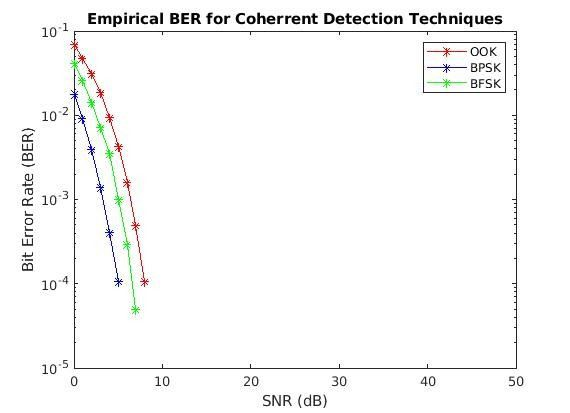 Empirical BER for Coherrent Detection Techniques
10-1
10-2
10-3
10-4
10-5
Bit Error Rate (BER)
OOK
BPSK
BFSK
0 10 20 30 40 50
SNR (dB)